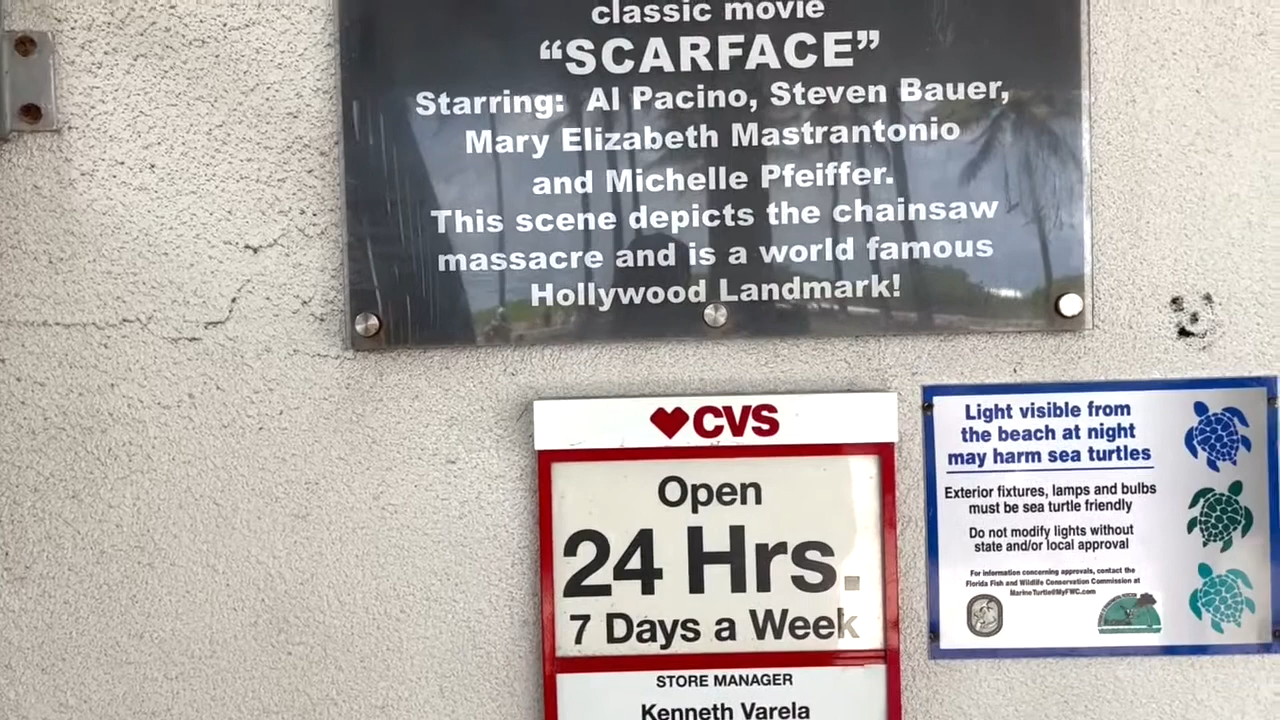 classic movie
“SCARFACE”
Starring: Al Pacino, Steven Bauer,
Mary Elizabeth Mastrantonio
and Michelle Pfeiffer.
This scene depicts the chainsaw
massacre and is a world famous
Hollywood Landmark!
CVS
Open
24 Hrs.
7 Days a Week
STORE MANAGER
Kenneth Varela
Light visible from
the beach at night
may harm sea turtles
Exterior fixtures, lamps and bulbs
must be sea turtle friendly
Do not modify lights without
state and/or local approval
For information concerning approvals, contact the
Florida Fish and Wildlife Conservation Commission at
MarineTurtle@MyFWC.com